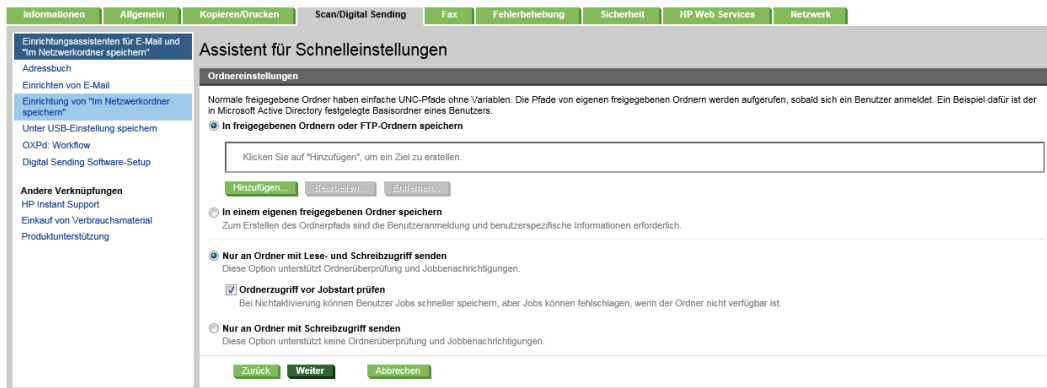 Informationen Allgemein Kopieren/Drucken Scan/Digital Sending Fax Fehlerbehebung Sicherheit HP Web Services Netzwerk
Einrichtungsassistenten für E-Mail und
"Im Netzwerkordner speichern"
Adressbuch
Einrichten von E-Mail
Einrichtung von "Im Netzwerkordner
speichern"
Unter USB-Einstellung speichern
OXPd: Workflow
Digital Sending Software-Setup
Andere Verknüpfungen
HP Instant Support
Einkauf von Verbrauchsmaterial
Produktunterstützung
Assistent für Schnelleinstellungen
Ordnereinstellungen
Normale freigegebene Ordner haben einfache UNC-Pfade ohne Variablen. Die Pfade von eigenen freigegebenen Ordnern werden aufgerufen, sobald sich ein Benutzer anmeldet. Ein Beispiel dafür ist der
in Microsoft Active Directory festgelegte Basisordner eines Benutzers.
In freigegebenen Ordnern oder FTP-Ordnern speichern
Klicken Sie auf "Hinzufügen", um ein Ziel zu erstellen.
Hinzufügen... Bearbeiten... Entfernen...
In einem eigenen freigegebenen Ordner speichern
Zum Erstellen des Ordnerpfads sind die Benutzeranmeldung und benutzerspezifische Informationen erforderlich.
Nur an Ordner mit Lese- und Schreibzugriff senden
Diese Option unterstützt Ordnerüberprüfung und Jobbenachrichtigungen.
Ordnerzugriff vor Jobstart prüfen
Bei Nichtaktivierung können Benutzer Jobs schneller speichern, aber Jobs können fehlschlagen, wenn der Ordner nicht verfügbar ist.
Nur an Ordner mit Schreibzugriff senden
Diese Option unterstützt keine Ordnerüberprüfung und Jobbenachrichtigungen.
Zurück Weiter Abbrechen